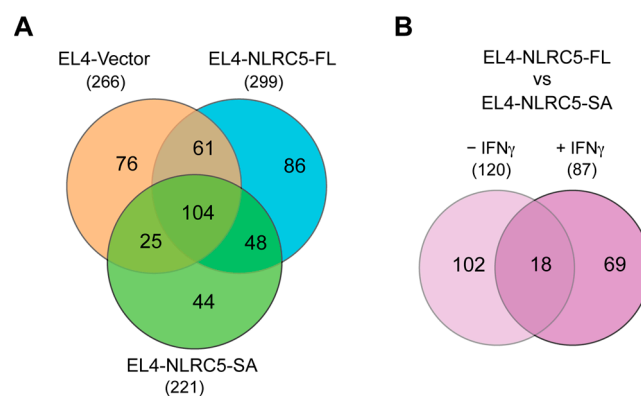 A
EL4-Vector
(266)
EL4-NLRC5-FL
(299)
76
61
86
104
25
48
44
EL4-NLRC5-SA
(221)
B
EL4-NLRC5-FL
vs
EL4-NLRC5-SA
− IFNγ
(120)
+ IFNγ
(87)
102
18
69